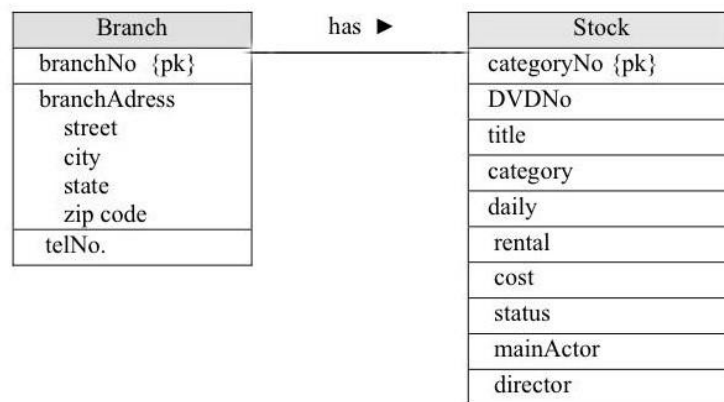 Branch
branchNo {pk}
branchAdress
street
city
state
zip code
telNo.
has ►
Stock
categoryNo {pk}
DVDNo
title
category
daily
rental
cost
status
mainActor
director